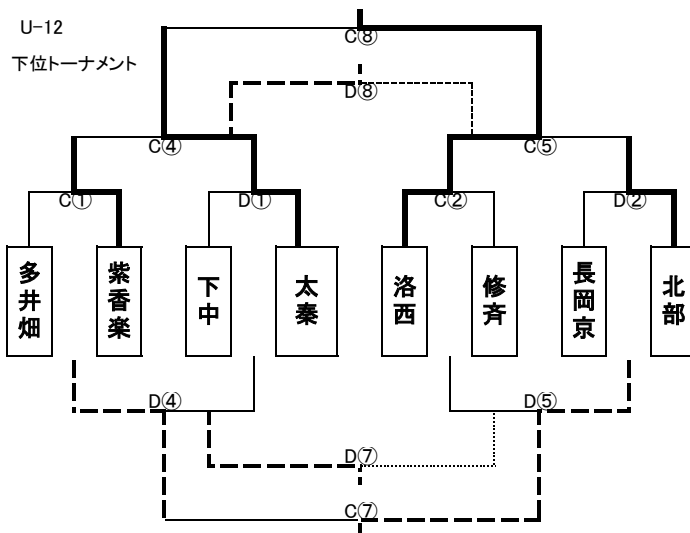 U-12
下位トーナメント
C⑧
D⑧
C④
C⑤
C①
D①
C②
D②
多井畑
紫香楽
下中
太秦
洛西
修斉
長岡京
北部
D④
D⑤
D⑦
C⑦